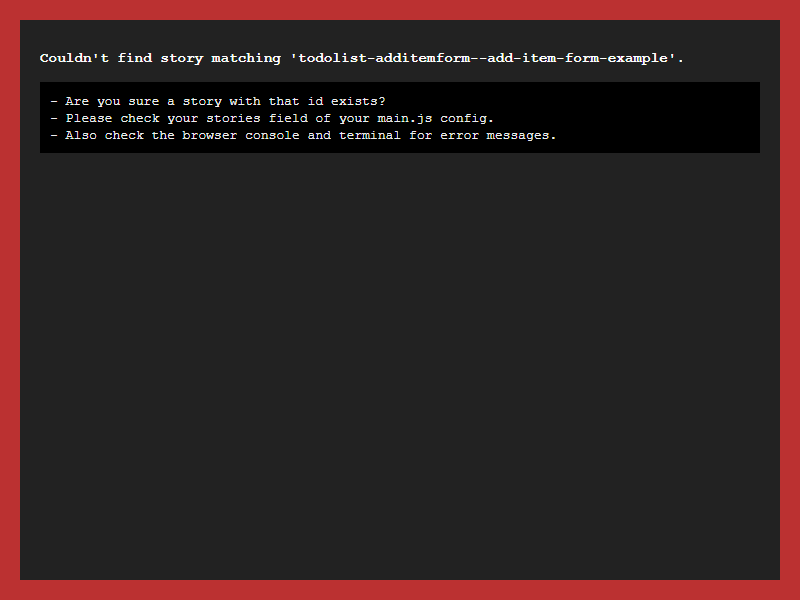 Couldn't find story matching 'todolist-additemform--add-item-form-example'.
- Are you sure a story with that id exists?
- Please check your stories field of your main.js config.
- Also check the browser console and terminal for error messages.